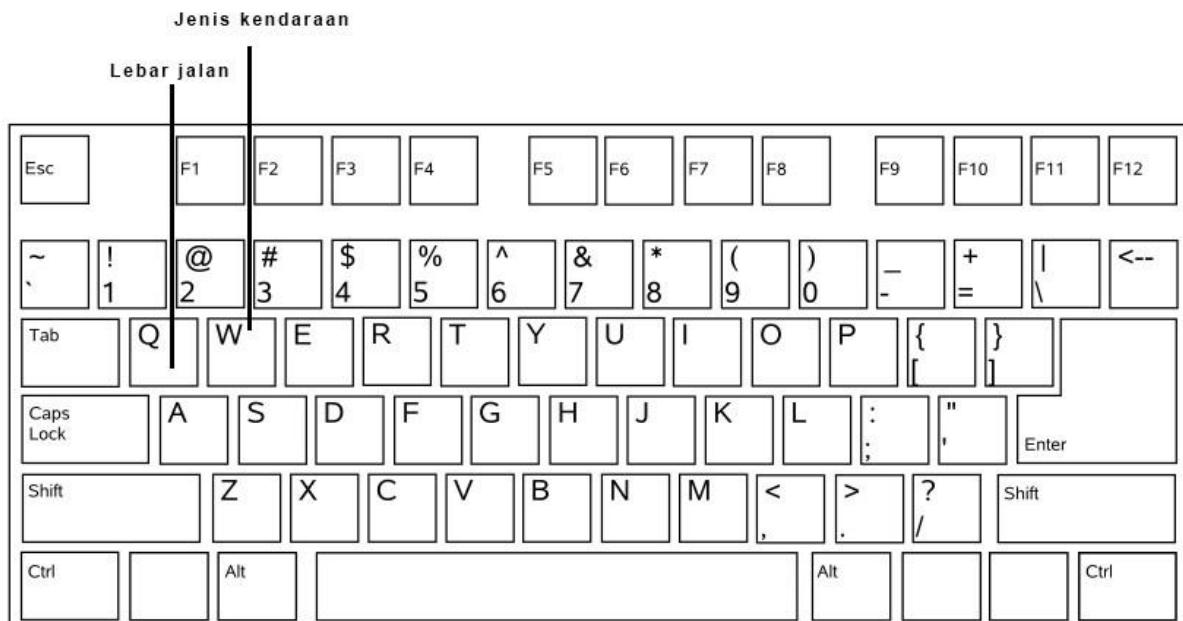 Jenis kendaraan
Lebar jalan
Esc F1 F2 F3 F4 F5 F6 F7 F8 F9 F10 F11 F12
~ ! @ # $ % ^ & * ( ) _ + | <--
` 1 2 3 4 5 6 7 8 9 0 - = \
Tab Q W E R T Y U I O P { }
[ ]
Caps A S D F G H J K L : "
Lock ; ' Enter
Shift Z X C V B N M < > ? Shift
, . /
Ctrl Alt Alt Ctrl